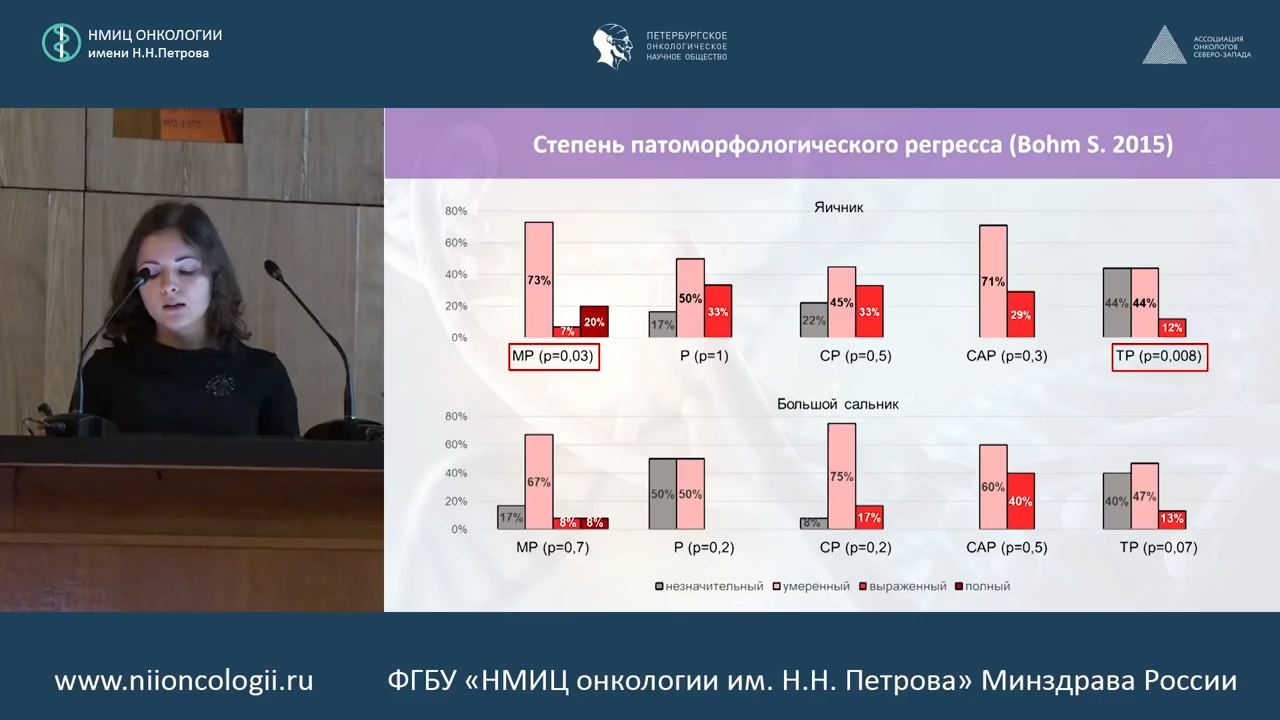 НМИЦ ОНКОЛОГИИ
имени Н.Н.Петрова
ПЕТЕРБУРГСКОЕ
ОНКОЛОГИЧЕСКОЕ
НАУЧНОЕ ОБЩЕСТВО
АССОЦИАЦИЯ
ОНКОЛОГОВ
СЕВЕРО-ЗАПАДА
902-1972
Степень патоморфологического регресса (Bohm S. 2015)
Яичник
80%
60%
40%
20%
0%
73%
7%
20%
17%
50%
33%
22%
45%
33%
71%
29%
44%
44%
12%
МР (р=0,03)
Р (р=1)
СР (р=0,5)
САР (р=0,3)
ТР (р=0,008)
Большой сальник
80%
60%
40%
20%
0%
17%
67%
8%
8%
50%
50%
8%
75%
17%
60%
40%
40%
47%
13%
МР (р=0,7)
Р (р=0,2)
СР (р=0,2)
САР (р=0,5)
ТР (р=0,07)
незначительный
умеренный
выраженный
полный
www.niioncologii.ru
ФГБУ «НМИЦ онкологии им. Н.Н. Петрова» Минздрава России